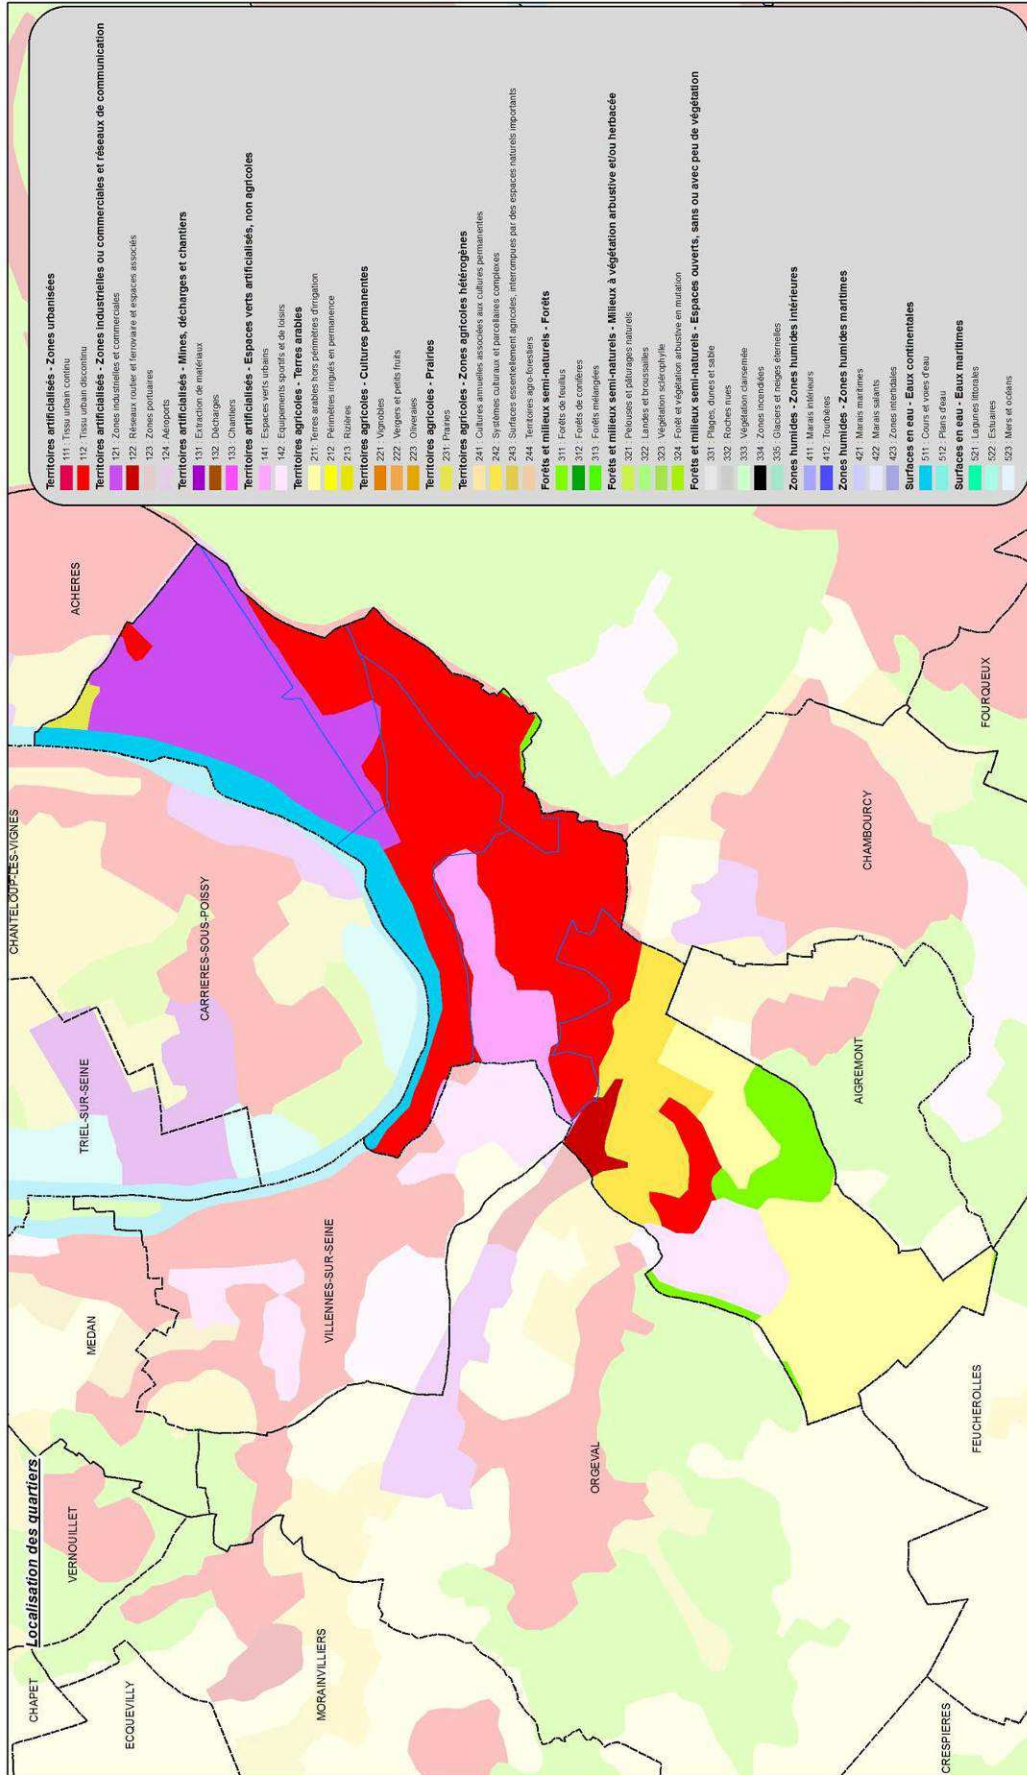 Localisation des quartiers
CHAPET
VERNOUILLET
ECQUEVILLY
MORAINVILLIERS
MEDAN
VILLENNES-SUR-SEINE
ORGEVAL
CRESPIERES
FEUCHEROLLES
TRIEL-SUR-SEINE
CHANTELOUP-LES-VIGNES
CARRIERES-SOUS-POISSY
AIGREMONT
CHAMBOURCY
FOURQUEUX
ACHERES
Territoires artificialisés - Zones urbanisées
111 : Tissu urbain continu
112 : Tissu urbain discontinu
Territoires artificialisés - Zones industrielles ou commerciales et réseaux de communication
121 : Zones industrielles et commerciales
122 : Réseaux routier et ferroviaire et espaces associés
123 : Zones portuaires
124 : Aéroports
Territoires artificialisés - Mines, décharges et chantiers
131 : Extraction de matériaux
132 : Décharges
133 : Chantiers
Territoires artificialisés - Espaces verts artificialisés, non agricoles
141 : Espaces verts urbains
142 : Equipements sportifs et de loisirs
Territoires agricoles - Terres arables
211 : Terres arables hors périmètres d'irrigation
212 : Périmètres irrigués en permanence
213 : Rizières
Territoires agricoles - Cultures permanentes
221 : Vignobles
222 : Vergers et petits fruits
223 : Oliveraies
Territoires agricoles - Prairies
231 : Prairies
Territoires agricoles - Zones agricoles hétérogènes
241 : Cultures annuelles associées aux cultures permanentes
242 : Systèmes culturaux et parcellaires complexes
243 : Surfaces essentiellement agricoles, interrompues par des espaces naturels importants
244 : Territoires agro-forestiers
Forêts et milieux semi-naturels - Forêts
311 : Forêts de feuillus
312 : Forêts de conifères
313 : Forêts mélangées
Forêts et milieux semi-naturels - Milieux à végétation arbustive et/ou herbacée
321 : Pelouses et pâturages naturels
322 : Landes et broussailles
323 : Végétation sclérophylle
324 : Forêt et végétation arbustive en mutation
Forêts et milieux semi-naturels - Espaces ouverts, sans ou avec peu de végétation
331 : Plages, dunes et sable
332 : Roches nues
333 : Végétation clairsemée
334 : Zones incendiées
335 : Glaciers et neiges éternelles
Zones humides - Zones humides intérieures
411 : Marais intérieurs
412 : Tourbières
Zones humides - Zones humides maritimes
421 : Marais maritimes
422 : Marais salants
423 : Zones intertidales
Surfaces en eau - Eaux continentales
511 : Cours et voies d'eau
512 : Plans d'eau
Surfaces en eau - Eaux maritimes
521 : Lagunes littorales
522 : Estuaires
523 : Mers et océans